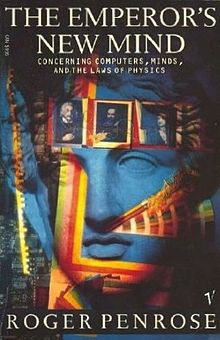 THE EMPEROR'S
NEW MIND
CONCERNING COMPUTERS, MINDS,
AND THE LAWS OF PHYSICS
ROGER PENROSE